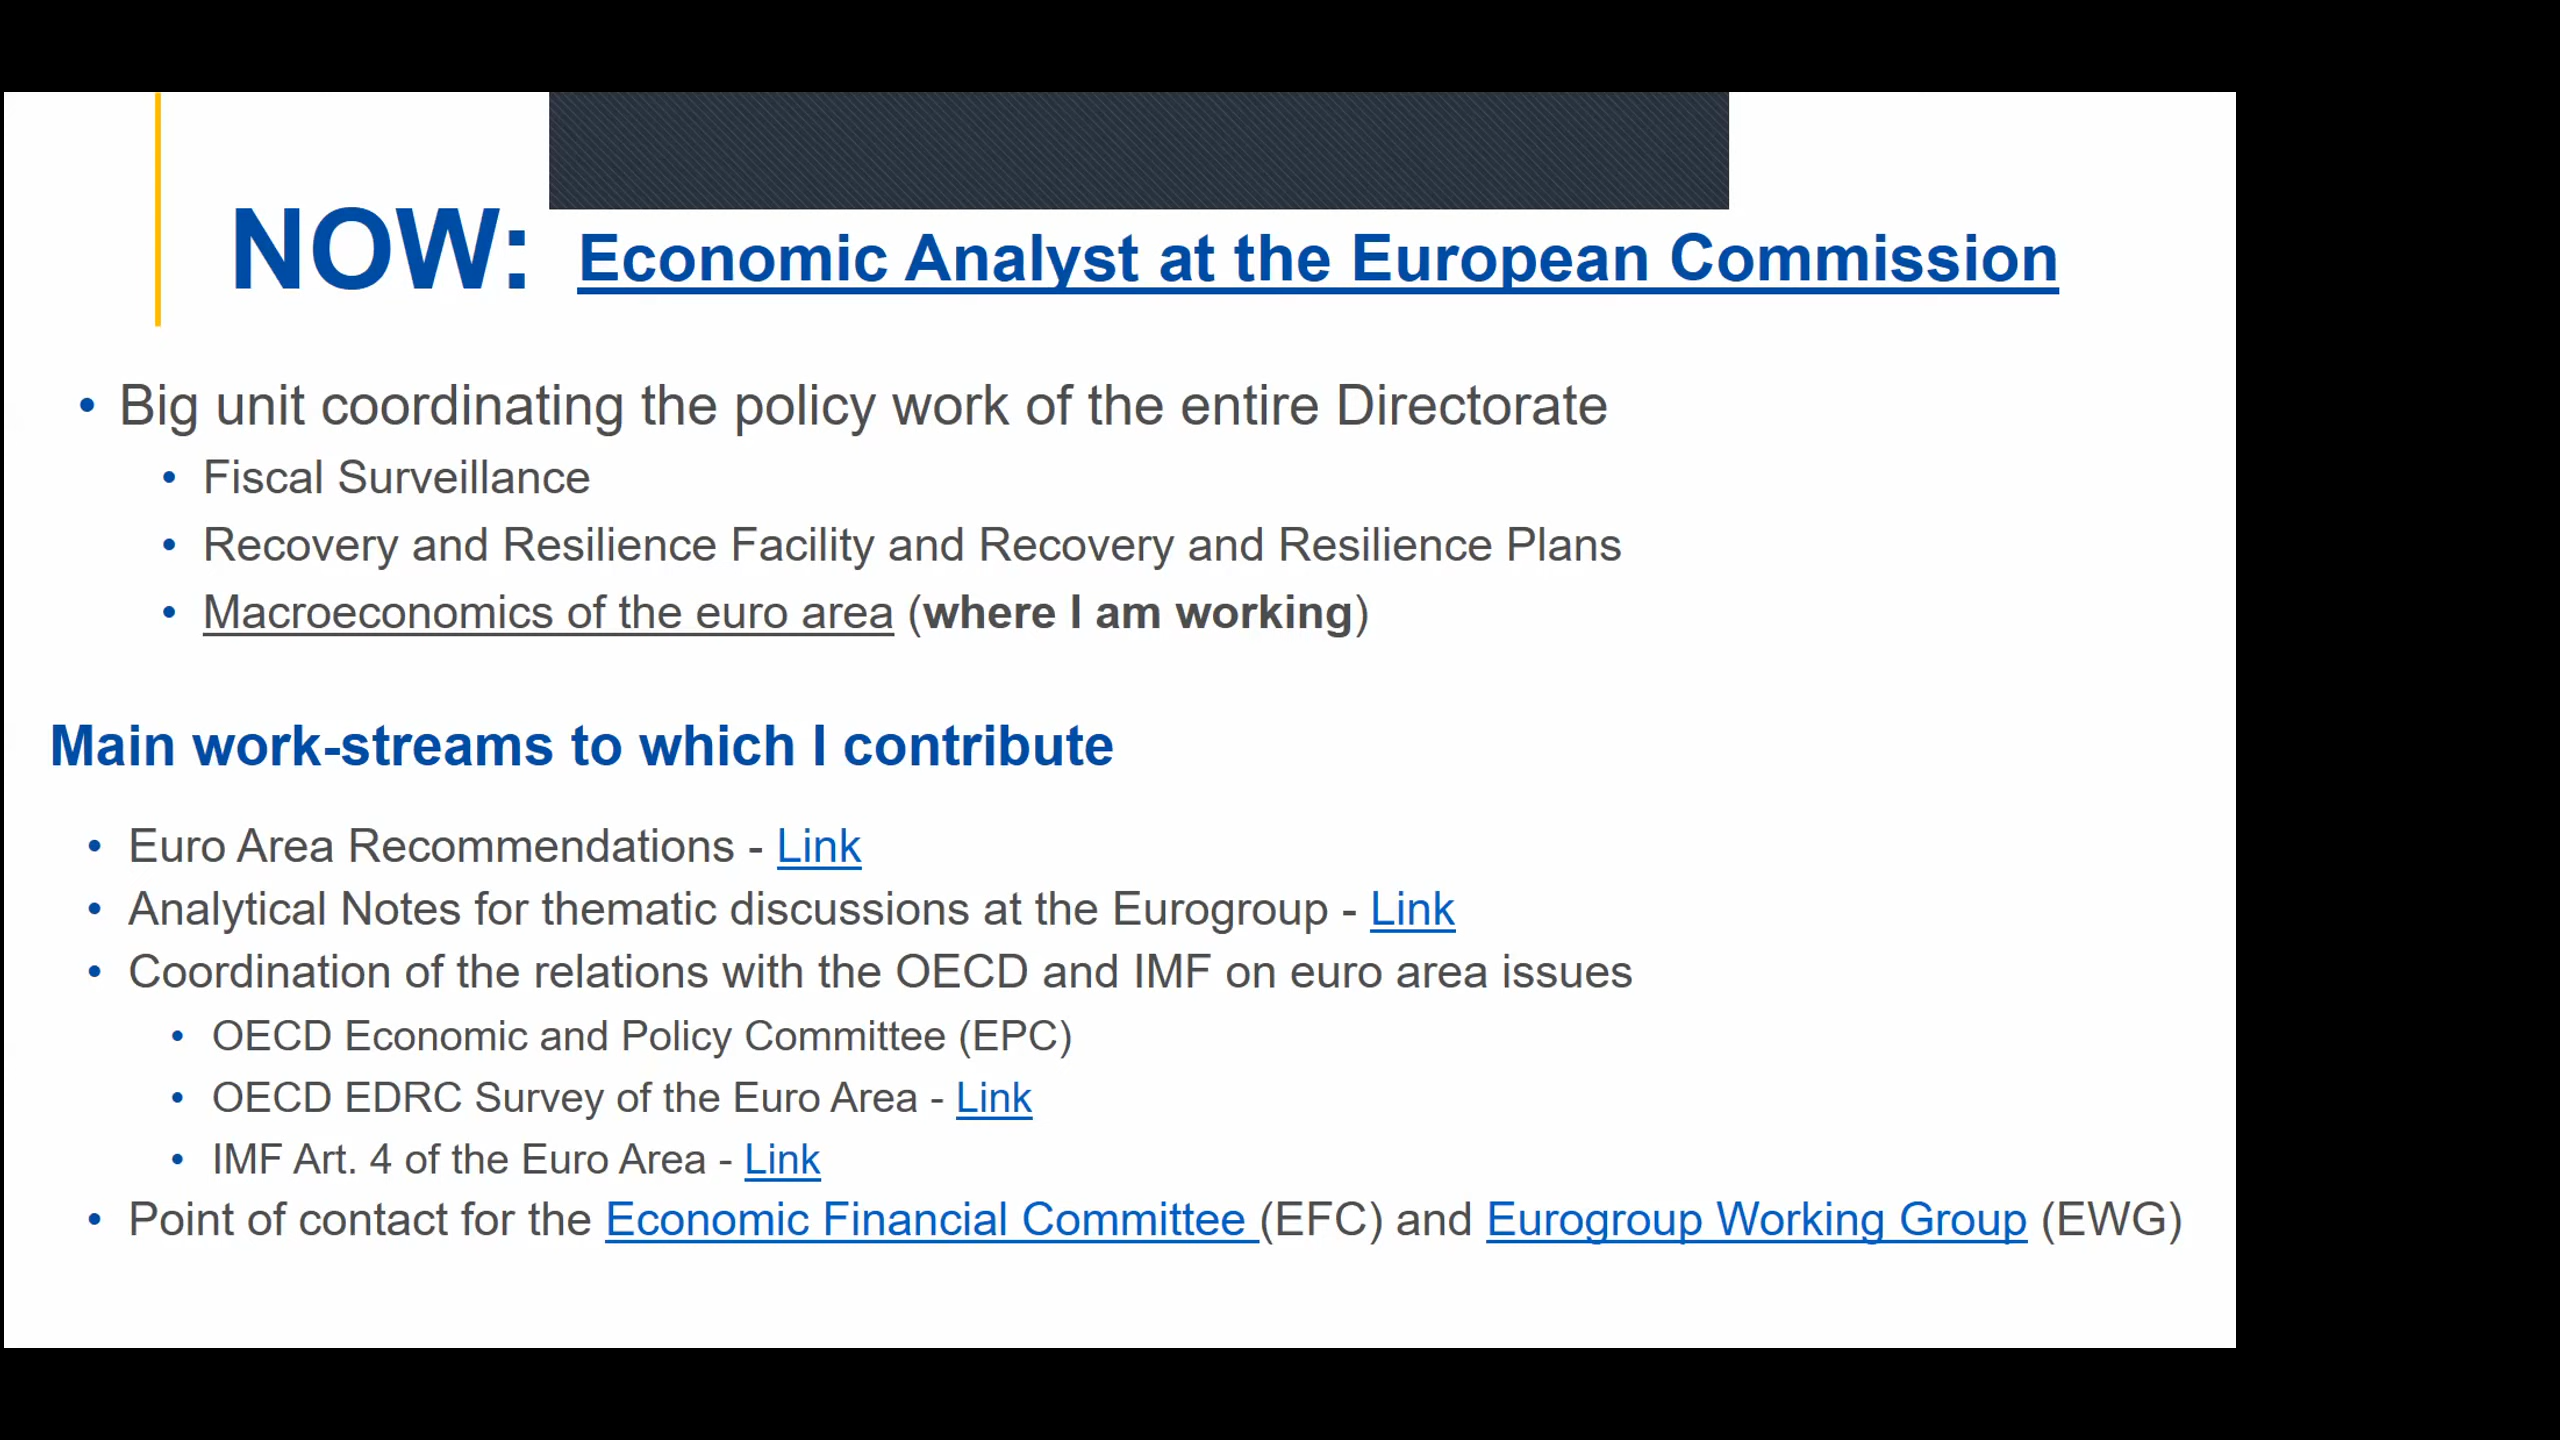 NOW: Economic Analyst at the European Commission
• Big unit coordinating the policy work of the entire Directorate
• Fiscal Surveillance
• Recovery and Resilience Facility and Recovery and Resilience Plans
• Macroeconomics of the euro area (where I am working)
Main work-streams to which I contribute
• Euro Area Recommendations - Link
• Analytical Notes for thematic discussions at the Eurogroup - Link
• Coordination of the relations with the OECD and IMF on euro area issues
• OECD Economic and Policy Committee (EPC)
• OECD EDRC Survey of the Euro Area - Link
• IMF Art. 4 of the Euro Area - Link
• Point of contact for the Economic Financial Committee (EFC) and Eurogroup Working Group (EWG)